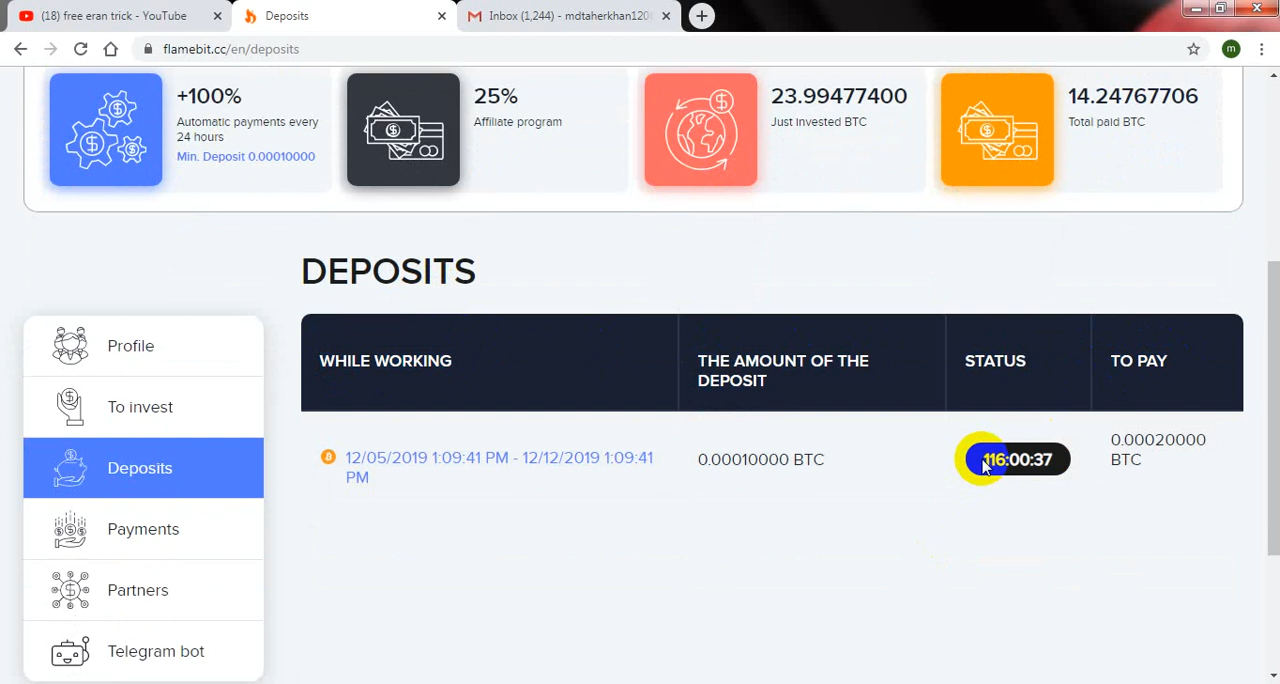 (18) free eran trick - YouTube
Deposits
Inbox (1,244) - mdtaherkhan120
flamebit.cc/en/deposits
m
+100%
Automatic payments every
24 hours
Min. Deposit 0.00010000
25%
Affiliate program
23.99477400
Just Invested BTC
14.24767706
Total paid BTC
DEPOSITS
Profile
To invest
Deposits
Payments
Partners
Telegram bot
WHILE WORKING
THE AMOUNT OF THE
DEPOSIT
STATUS
TO PAY
12/05/2019 1:09:41 PM - 12/12/2019 1:09:41
PM
0.00010000 BTC
116:00:37
0.00020000
BTC